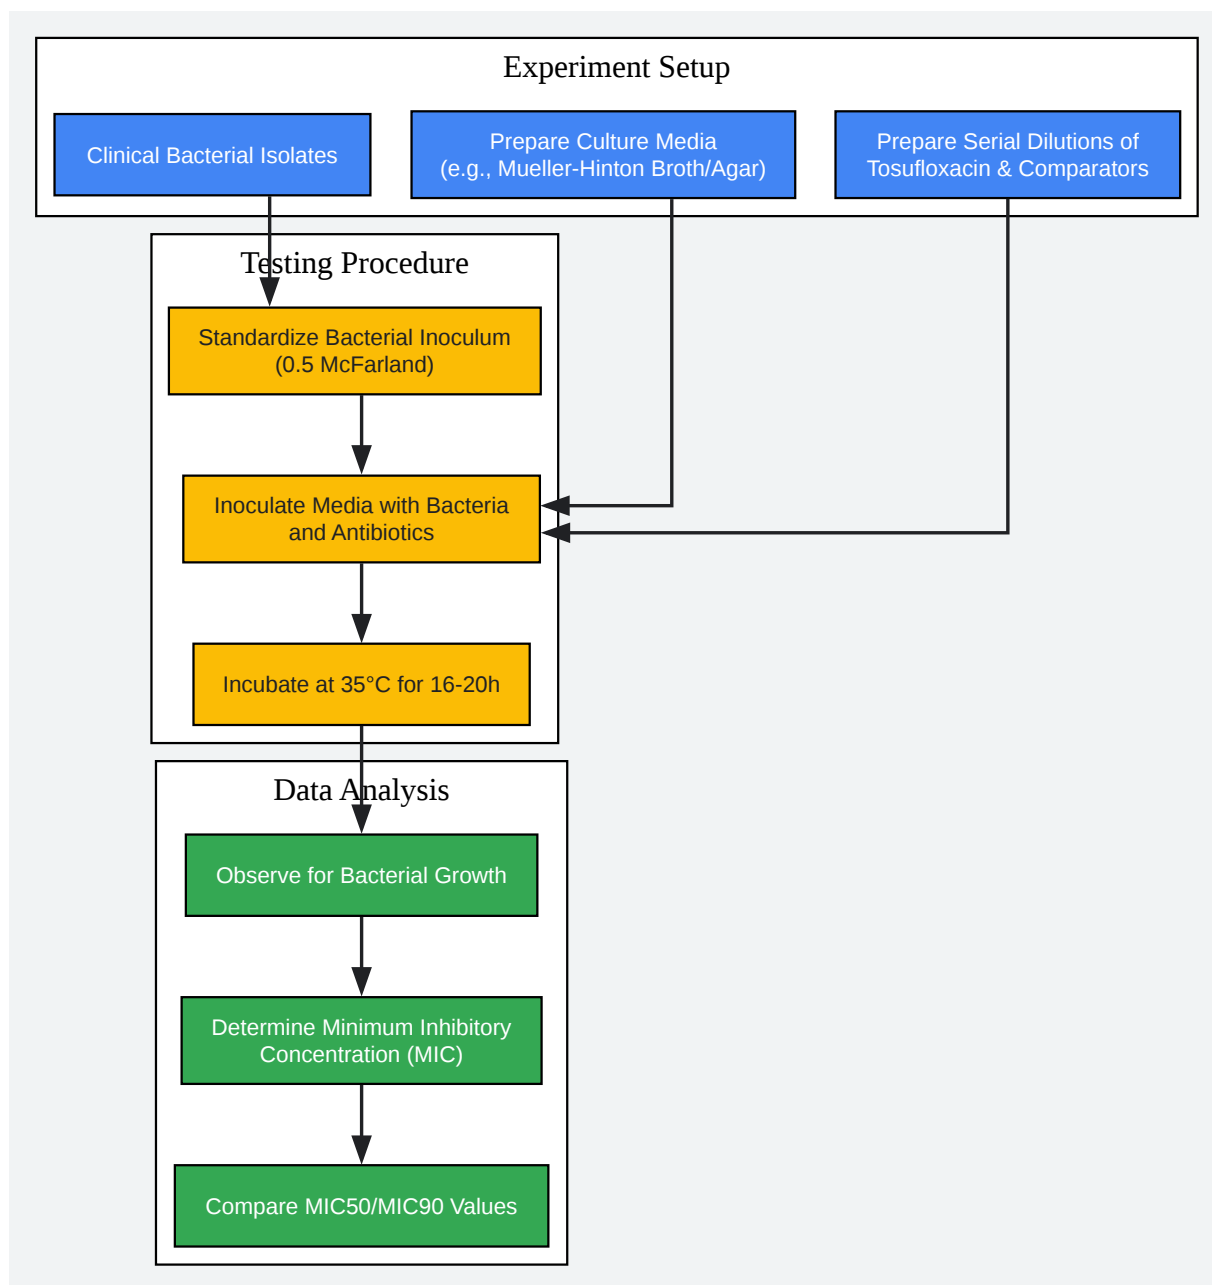 Experiment Setup
Clinical Bacterial Isolates
Prepare Culture Media
(e.g., Mueller-Hinton Broth/Agar)
Prepare Serial Dilutions of
Tosufloxacin & Comparators
Testing Procedure
Standardize Bacterial Inoculum
(0.5 McFarland)
Inoculate Media with Bacteria
and Antibiotics
Incubate at 35°C for 16-20h
Data Analysis
Observe for Bacterial Growth
Determine Minimum Inhibitory
Concentration (MIC)
Compare MIC50/MIC90 Values